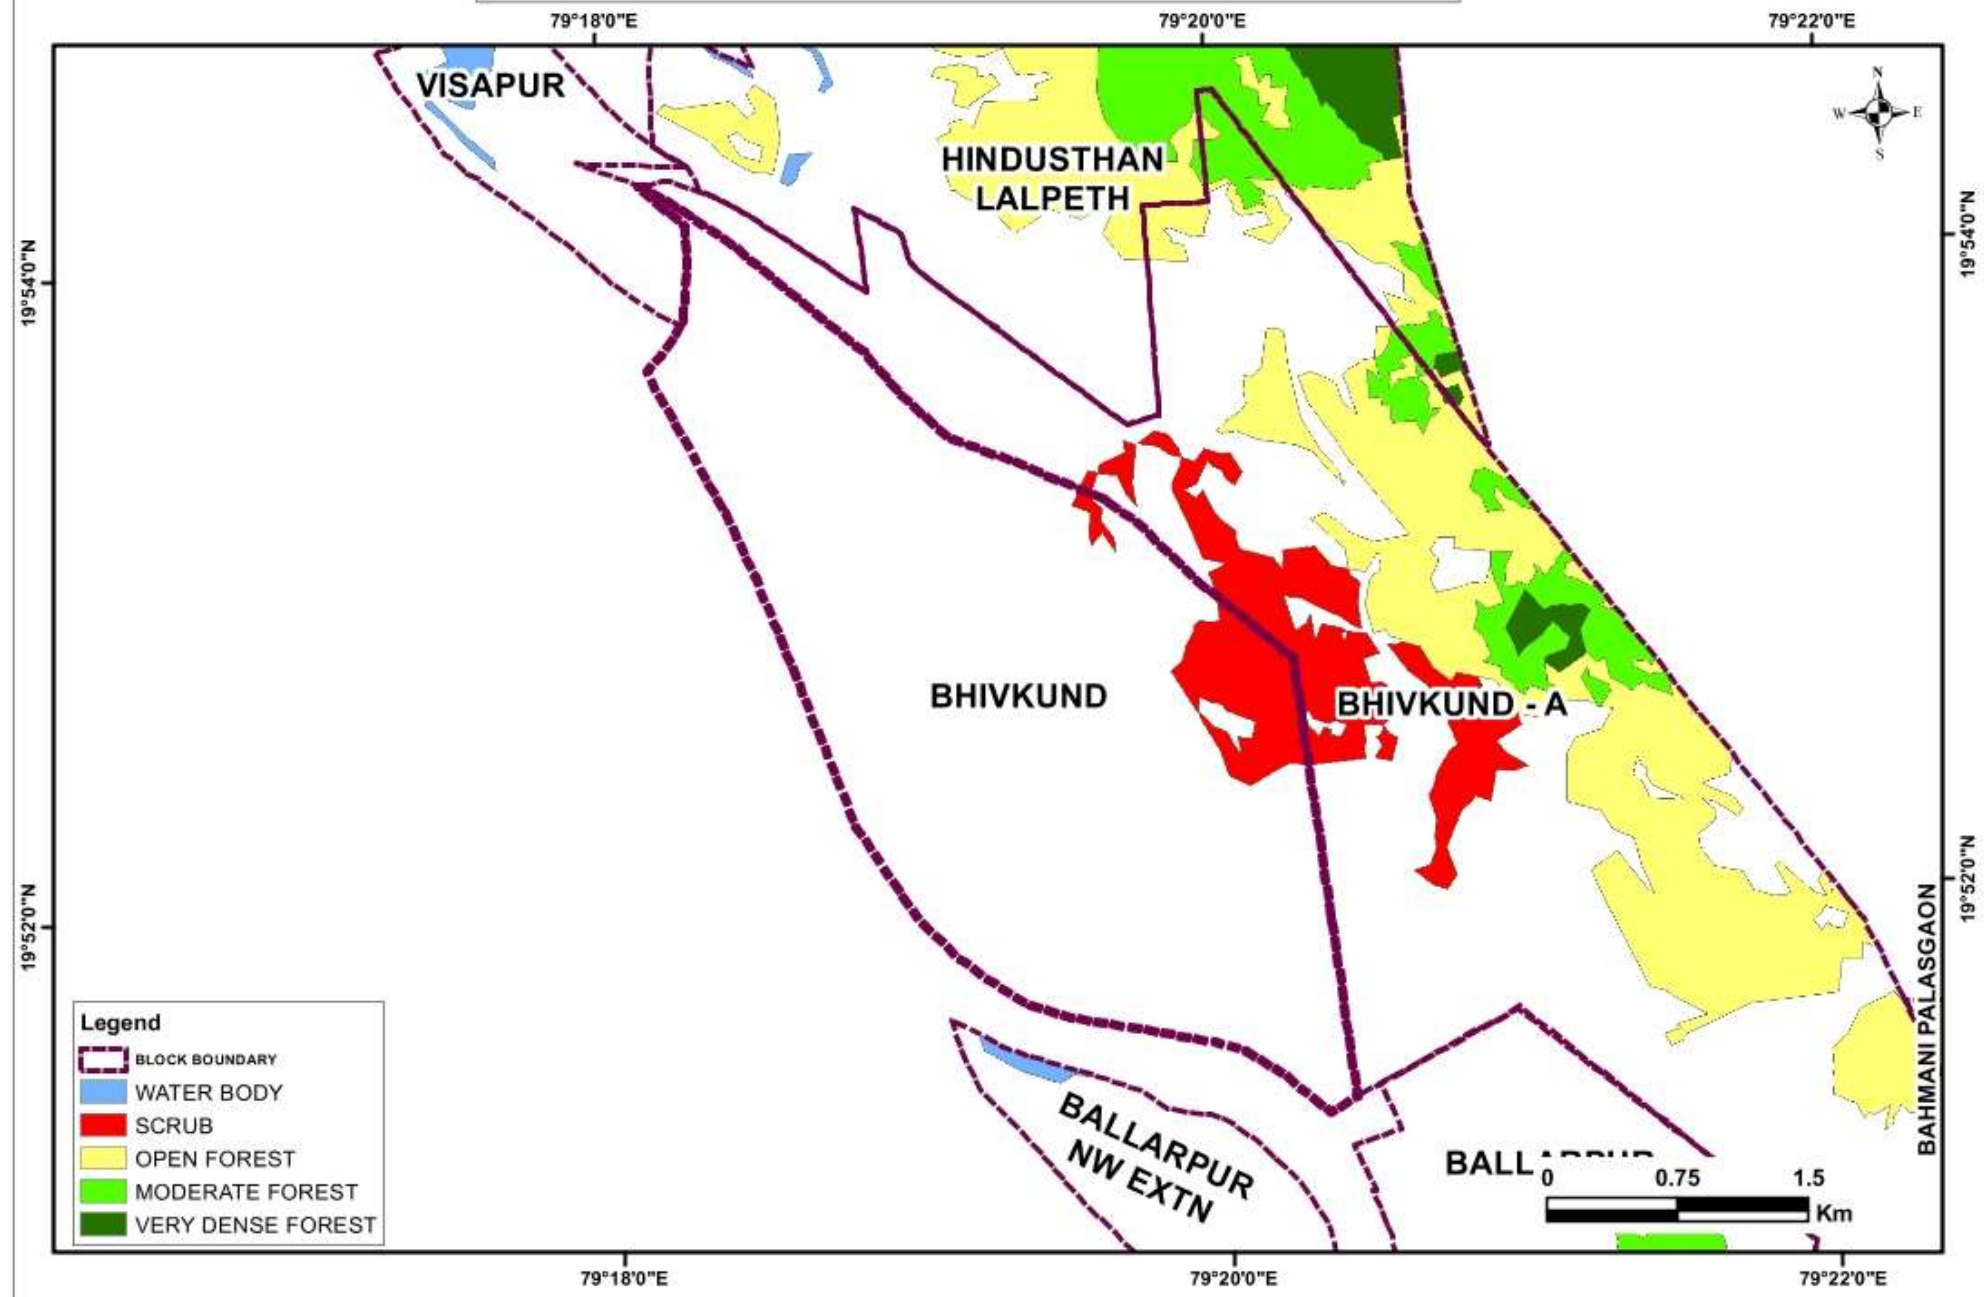 79°18'0"E
79°20'0"E
79°22'0"E
VISAPUR
HINDUSTHAN
LALPETH
N
W
E
S
19°54'0"N
19°54'0"N
BHIVKUND
BHIVKUND - A
19°52'0"N
19°52'0"N
BAHMANI PALASGAON
BALLARPUR
NW EXTN
BALLARPUR
0
0.75
1.5
Km
Legend
BLOCK BOUNDARY
WATER BODY
SCRUB
OPEN FOREST
MODERATE FOREST
VERY DENSE FOREST
79°18'0"E
79°20'0"E
79°22'0"E